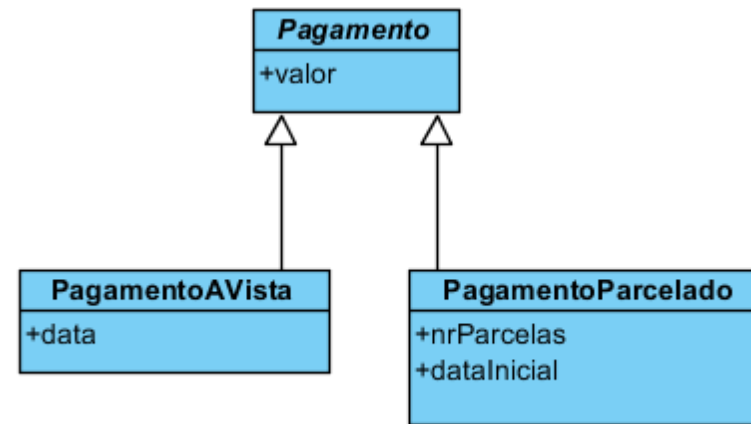 Pagamento
+valor
PagamentoAVista
+data
PagamentoParcelado
+nrParcelas
+dataInicial